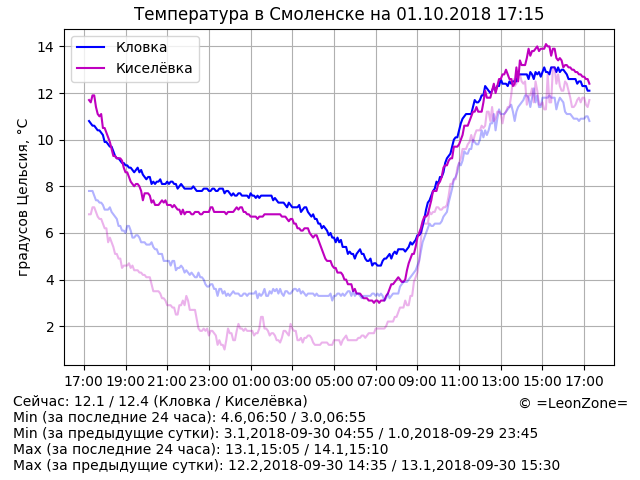 Температура в Смоленске на 01.10.2018 17:15
Кловка
Киселёвка
градусов Цельсия, °C
14
12
10
8
6
4
2
17:00 19:00 21:00 23:00 01:00 03:00 05:00 07:00 09:00 11:00 13:00 15:00 17:00
Сейчас: 12.1 / 12.4 (Кловка / Киселёвка)
© =LeonZone=
Min (за последние 24 часа): 4.6,06:50 / 3.0,06:55
Min (за предыдущие сутки): 3.1,2018-09-30 04:55 / 1.0,2018-09-29 23:45
Max (за последние 24 часа): 13.1,15:05 / 14.1,15:10
Max (за предыдущие сутки): 12.2,2018-09-30 14:35 / 13.1,2018-09-30 15:30